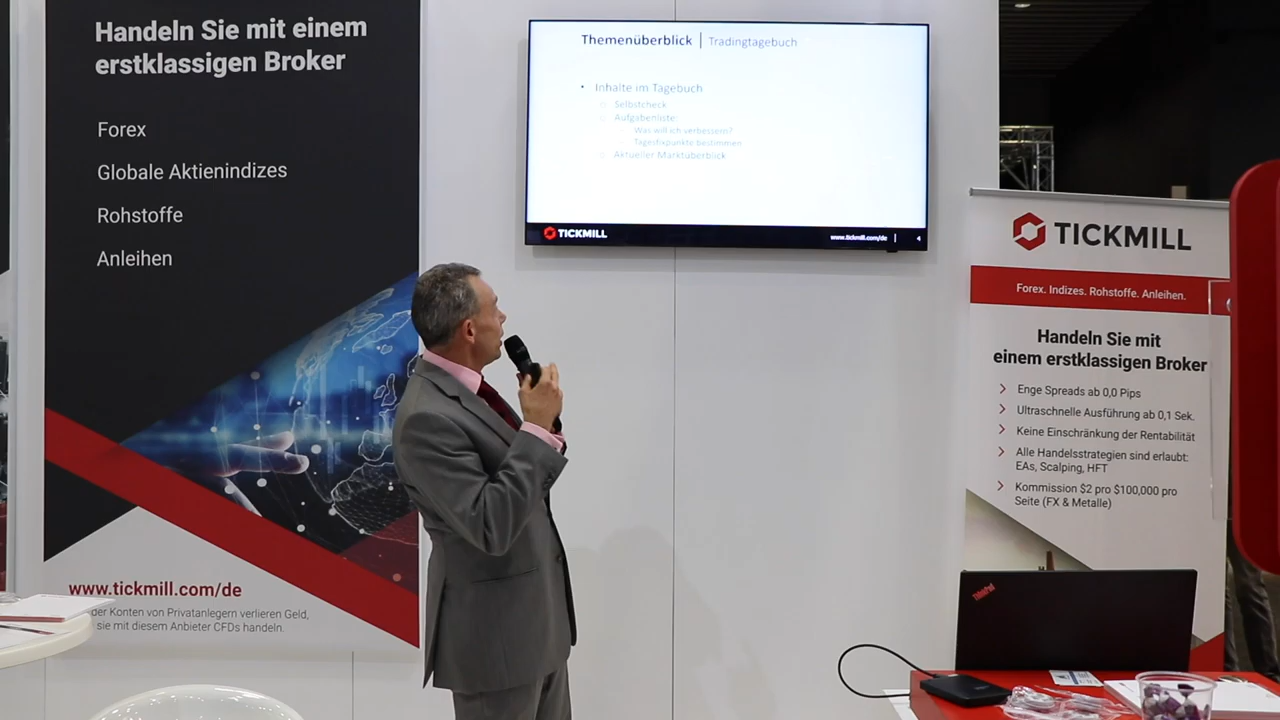 Handeln Sie mit einem
erstklassigen Broker
Forex
Globale Aktienindizes
Rohstoffe
Anleihen
www.tickmill.com/de
der Konten von Privatanlegern verlieren Geld,
sie mit diesem Anbieter CFDs handeln.
Themenüberblick | Tradingtagebuch
• Inhalte im Tagebuch
Selbstcheck
Aufgabenliste:
Was will ich verbessern?
Tagesfixpunkte bestimmen
Aktueller Marktüberblick
TICKMILL
www.tickmill.com/de | 4
TICKMILL
Forex. Indizes. Rohstoffe. Anleihen.
Handeln Sie mit
einem erstklassigen Broker
Enge Spreads ab 0,0 Pips
Ultraschnelle Ausführung ab 0,1 Sek.
Keine Einschränkung der Rentabilität
Alle Handelsstrategien sind erlaubt:
EAs, Scalping, HFT
Kommission $2 pro $100,000 pro
Seite (FX & Metalle)
ThinkPad